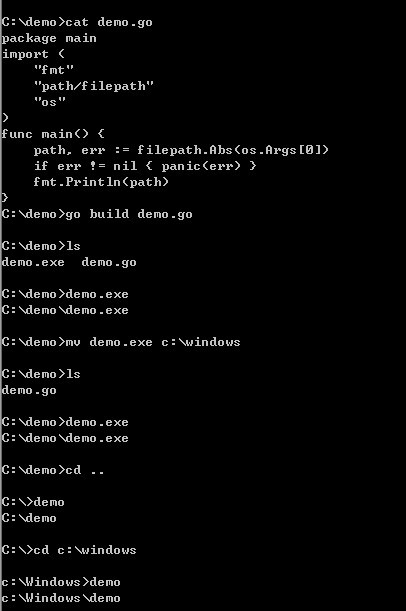 C:\demo>cat demo.go
package main
import (
    "fmt"
    "path/filepath"
    "os"
)
func main() {
    path, err := filepath.Abs(os.Args[0])
    if err != nil { panic(err) }
    fmt.Println(path)
}
C:\demo>go build demo.go

C:\demo>ls
demo.exe  demo.go

C:\demo>demo.exe
C:\demo\demo.exe

C:\demo>mv demo.exe c:\windows

C:\demo>ls
demo.go

C:\demo>demo.exe
C:\demo\demo.exe

C:\demo>cd ..

C:\>demo
C:\demo

C:\>cd c:\windows

c:\Windows>demo
c:\Windows\demo